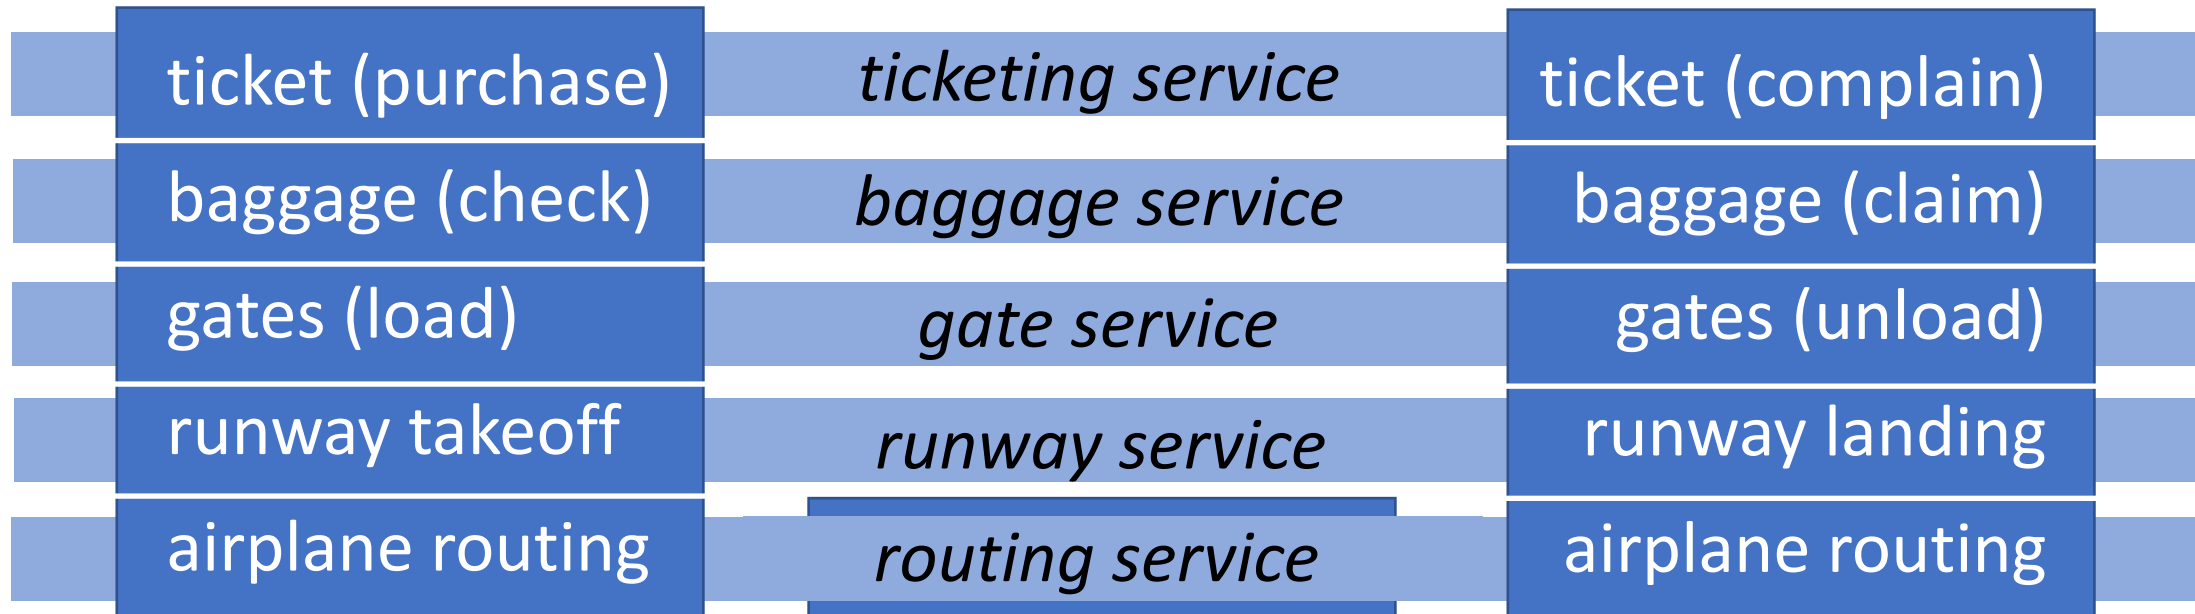 ticket (purchase) ticketing service ticket (complain)
baggage (check) baggage service baggage (claim)
gates (load) gate service gates (unload)
runway takeoff runway service runway landing
airplane routing routing service airplane routing